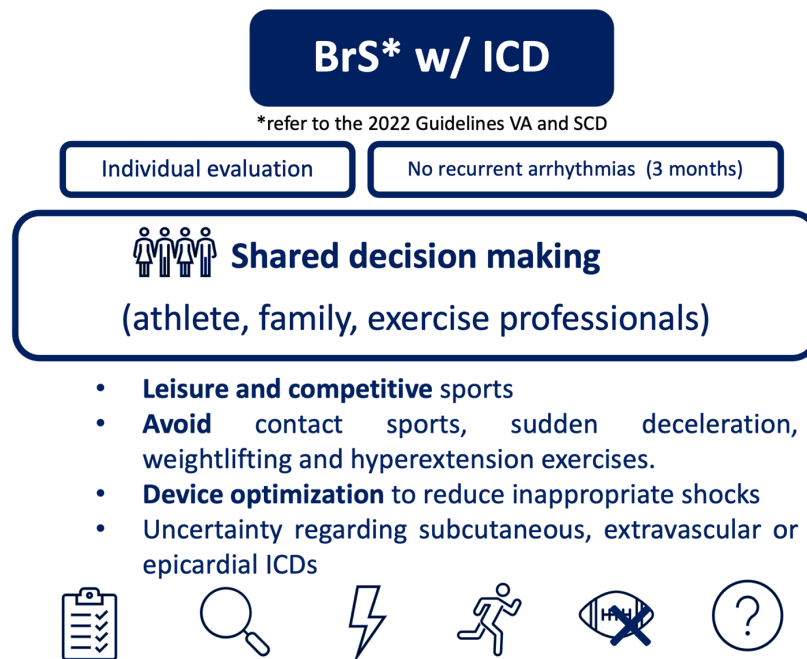 BrS* w/ ICD
*refer to the 2022 Guidelines VA and SCD
Individual evaluation
No recurrent arrhythmias (3 months)
Shared decision making
(athlete, family, exercise professionals)
• Leisure and competitive sports
• Avoid contact sports, sudden deceleration,
weightlifting and hyperextension exercises.
• Device optimization to reduce inappropriate shocks
• Uncertainty regarding subcutaneous, extravascular or
epicardial ICDs
?